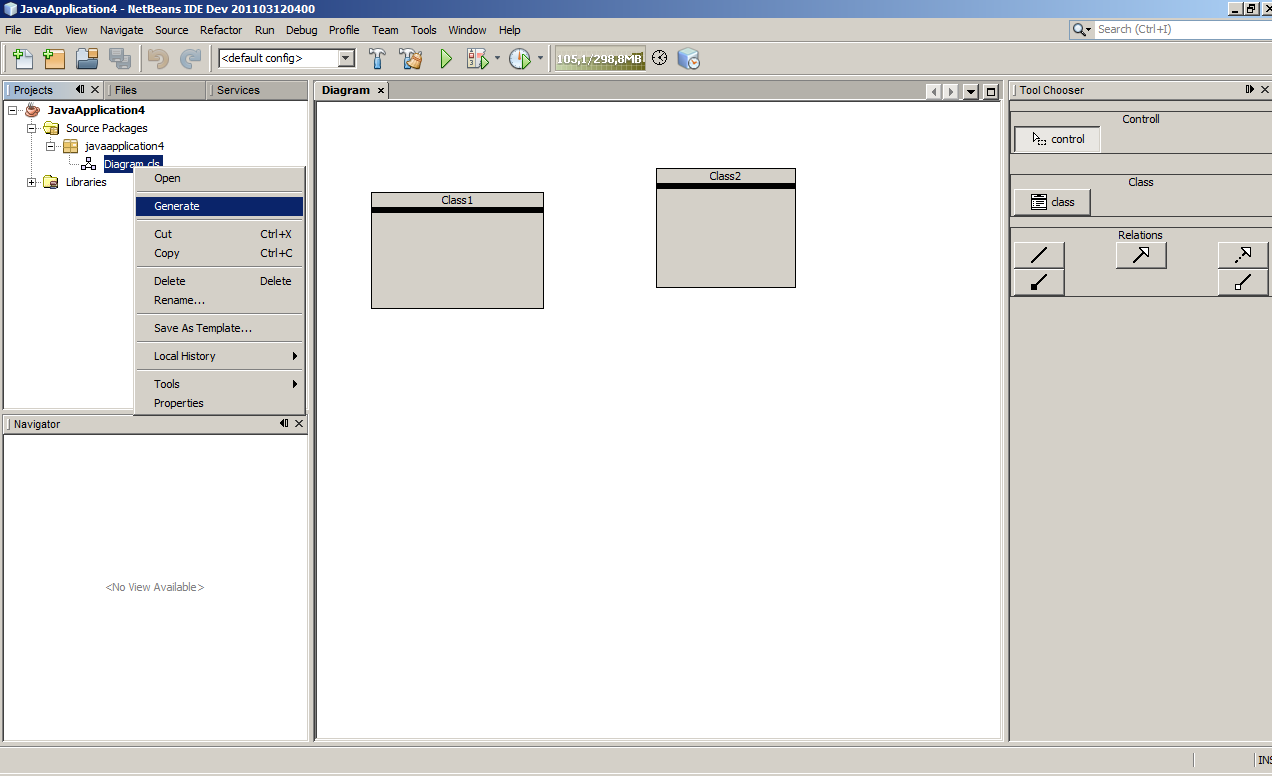 JavaApplication4 - NetBeans IDE Dev 201103120400
File Edit View Navigate Source Refactor Run Debug Profile Team Tools Window Help
Search (Ctrl+I)
<default config>
105,1/298,8MB
Projects
Files
Services
JavaApplication4
Source Packages
javaapplication4
Diagram.cls
Libraries
Open
Generate
Cut Ctrl+X
Copy Ctrl+C
Delete Delete
Rename...
Save As Template...
Local History
Tools
Properties
Navigator
<No View Available>
Diagram
Class1
Class2
Tool Chooser
Controll
control
Class
class
Relations
INS